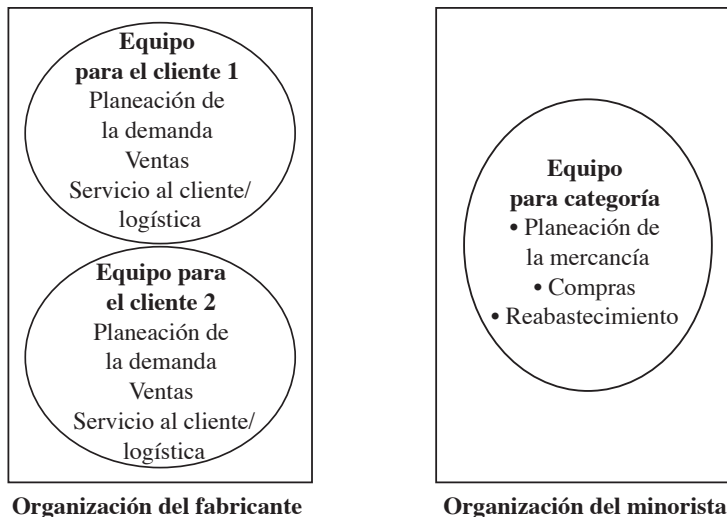 Equipo
para el cliente 1
Planeación de
la demanda
Ventas
Servicio al cliente/
logística
Equipo para
el cliente 2
Planeación de
la demanda
Ventas
Servicio al cliente/
logística
Organización del fabricante
Equipo
para categoría
• Planeación de
la mercancía
• Compras
• Reabastecimiento
Organización del minorista